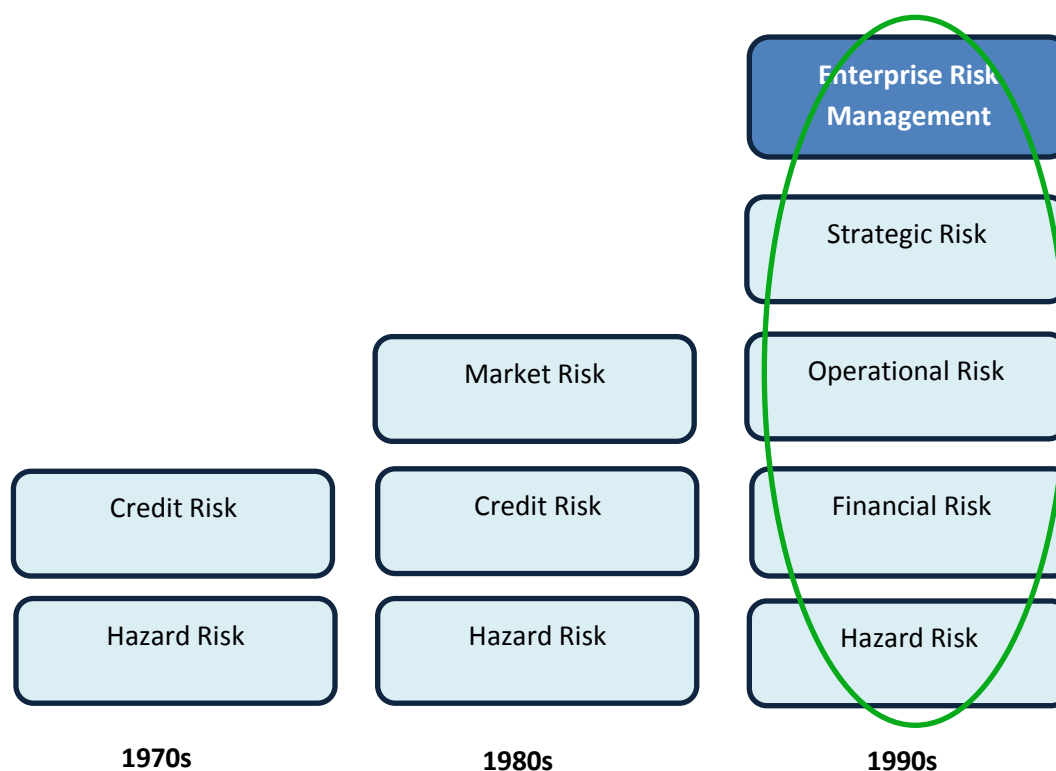 Enterprise Risk
Management
Strategic Risk
Market Risk
Operational Risk
Credit Risk
Credit Risk
Financial Risk
Hazard Risk
Hazard Risk
Hazard Risk
1970s
1980s
1990s